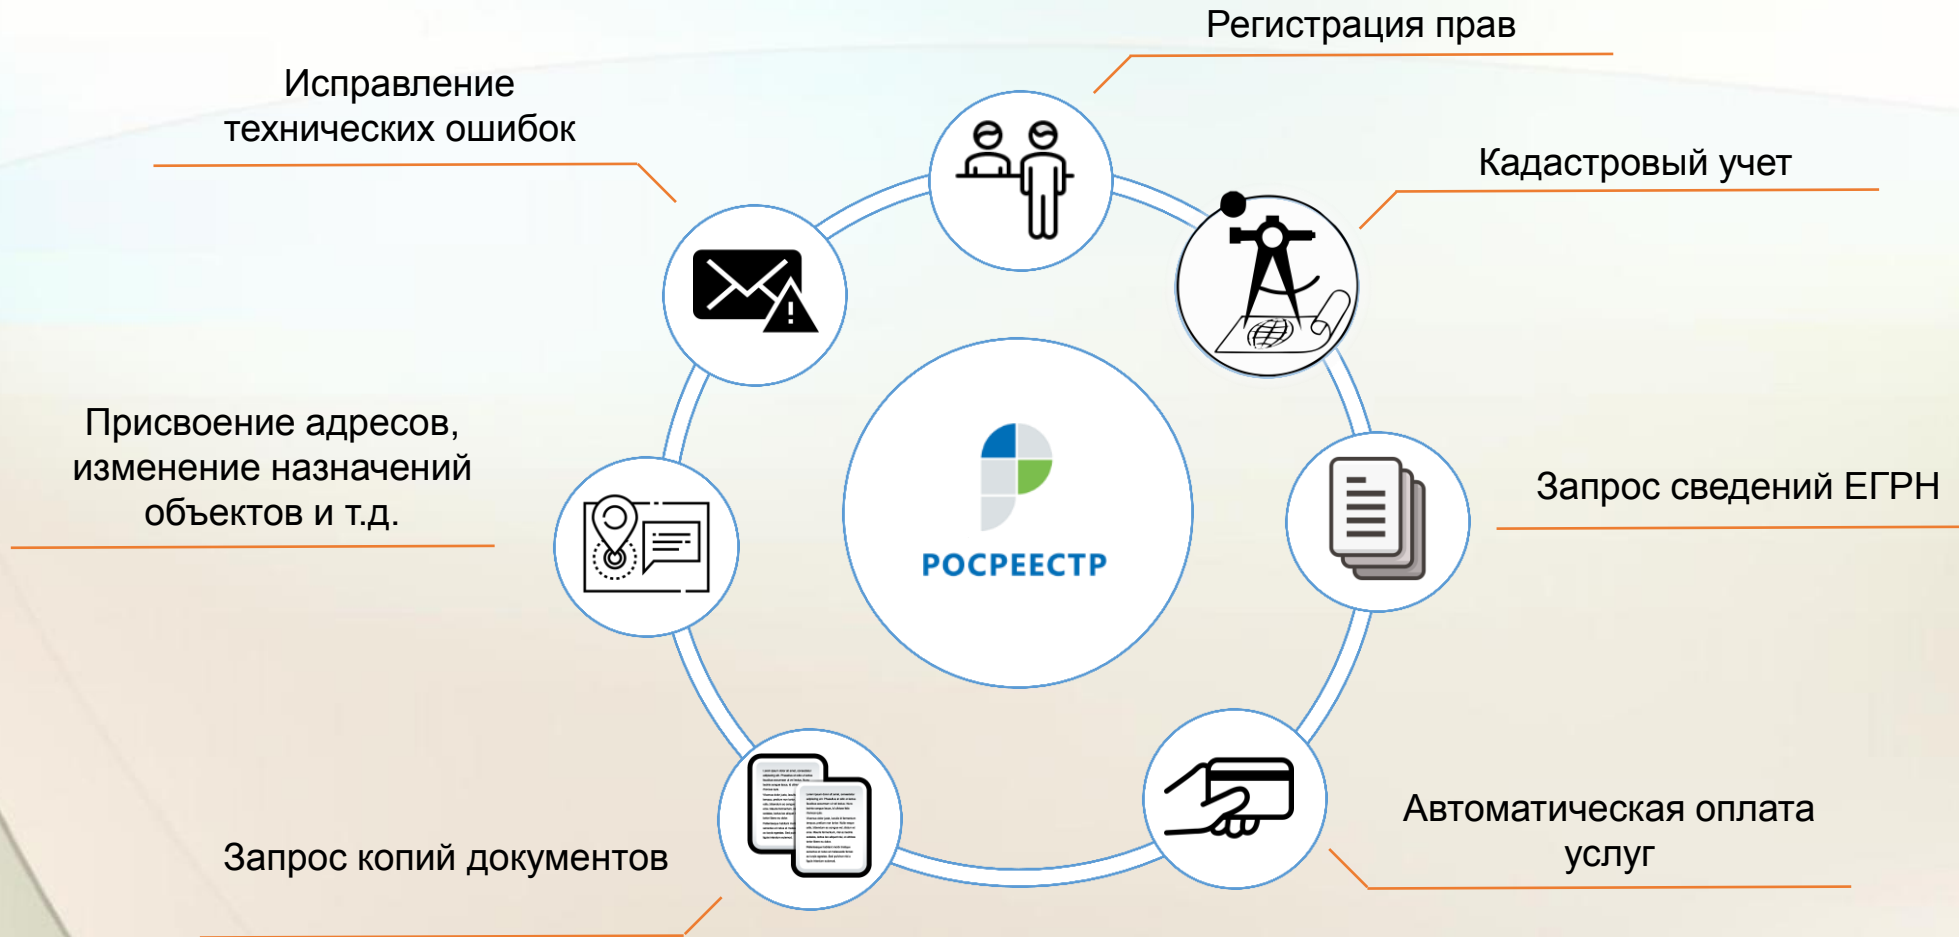 Регистрация прав
Исправление
технических ошибок
Кадастровый учет
Присвоение адресов,
изменение назначений
объектов и т.д.
Запрос сведений ЕГРН
РОСРЕЕСТР
Автоматическая оплата
услуг
Запрос копий документов